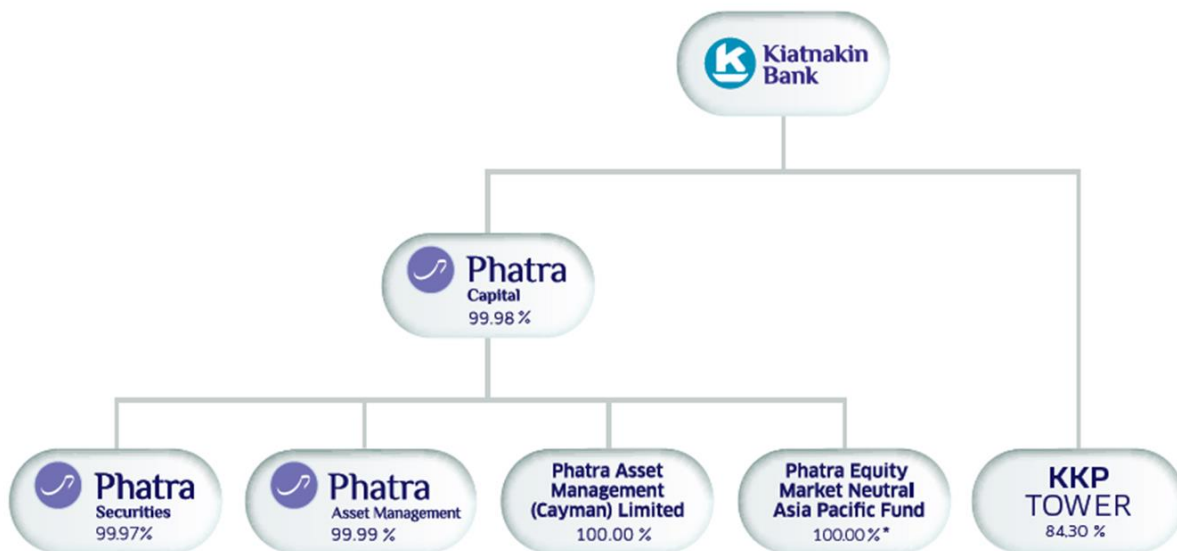 Kiatnakin
Bank
Phatra
Capital
99.98 %
Phatra
Securities
99.97%
Phatra
Asset Management
99.99 %
Phatra Asset
Management
(Cayman) Limited
100.00 %
Phatra Equity
Market Neutral
Asia Pacific Fund
100.00 %*
KKP
TOWER
84.30 %